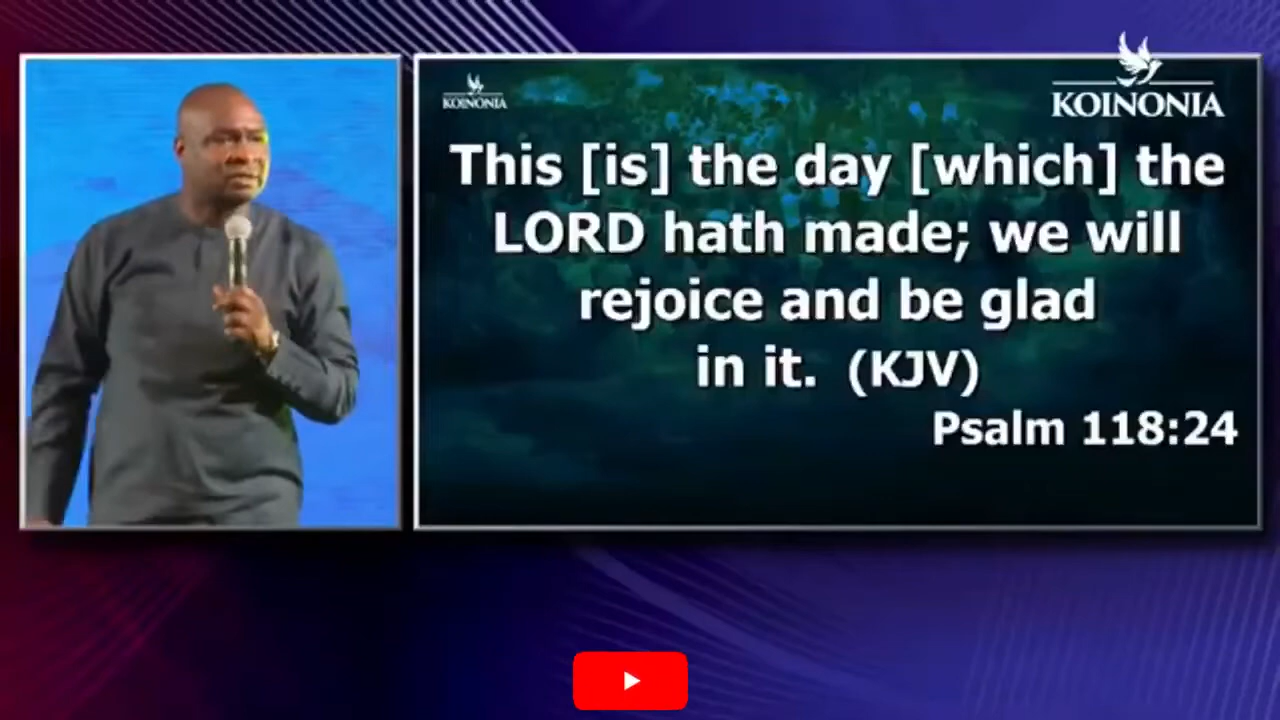 KOINONIA
KOINONIA
This [is] the day [which] the
LORD hath made; we will
rejoice and be glad
in it. (KJV)
Psalm 118:24